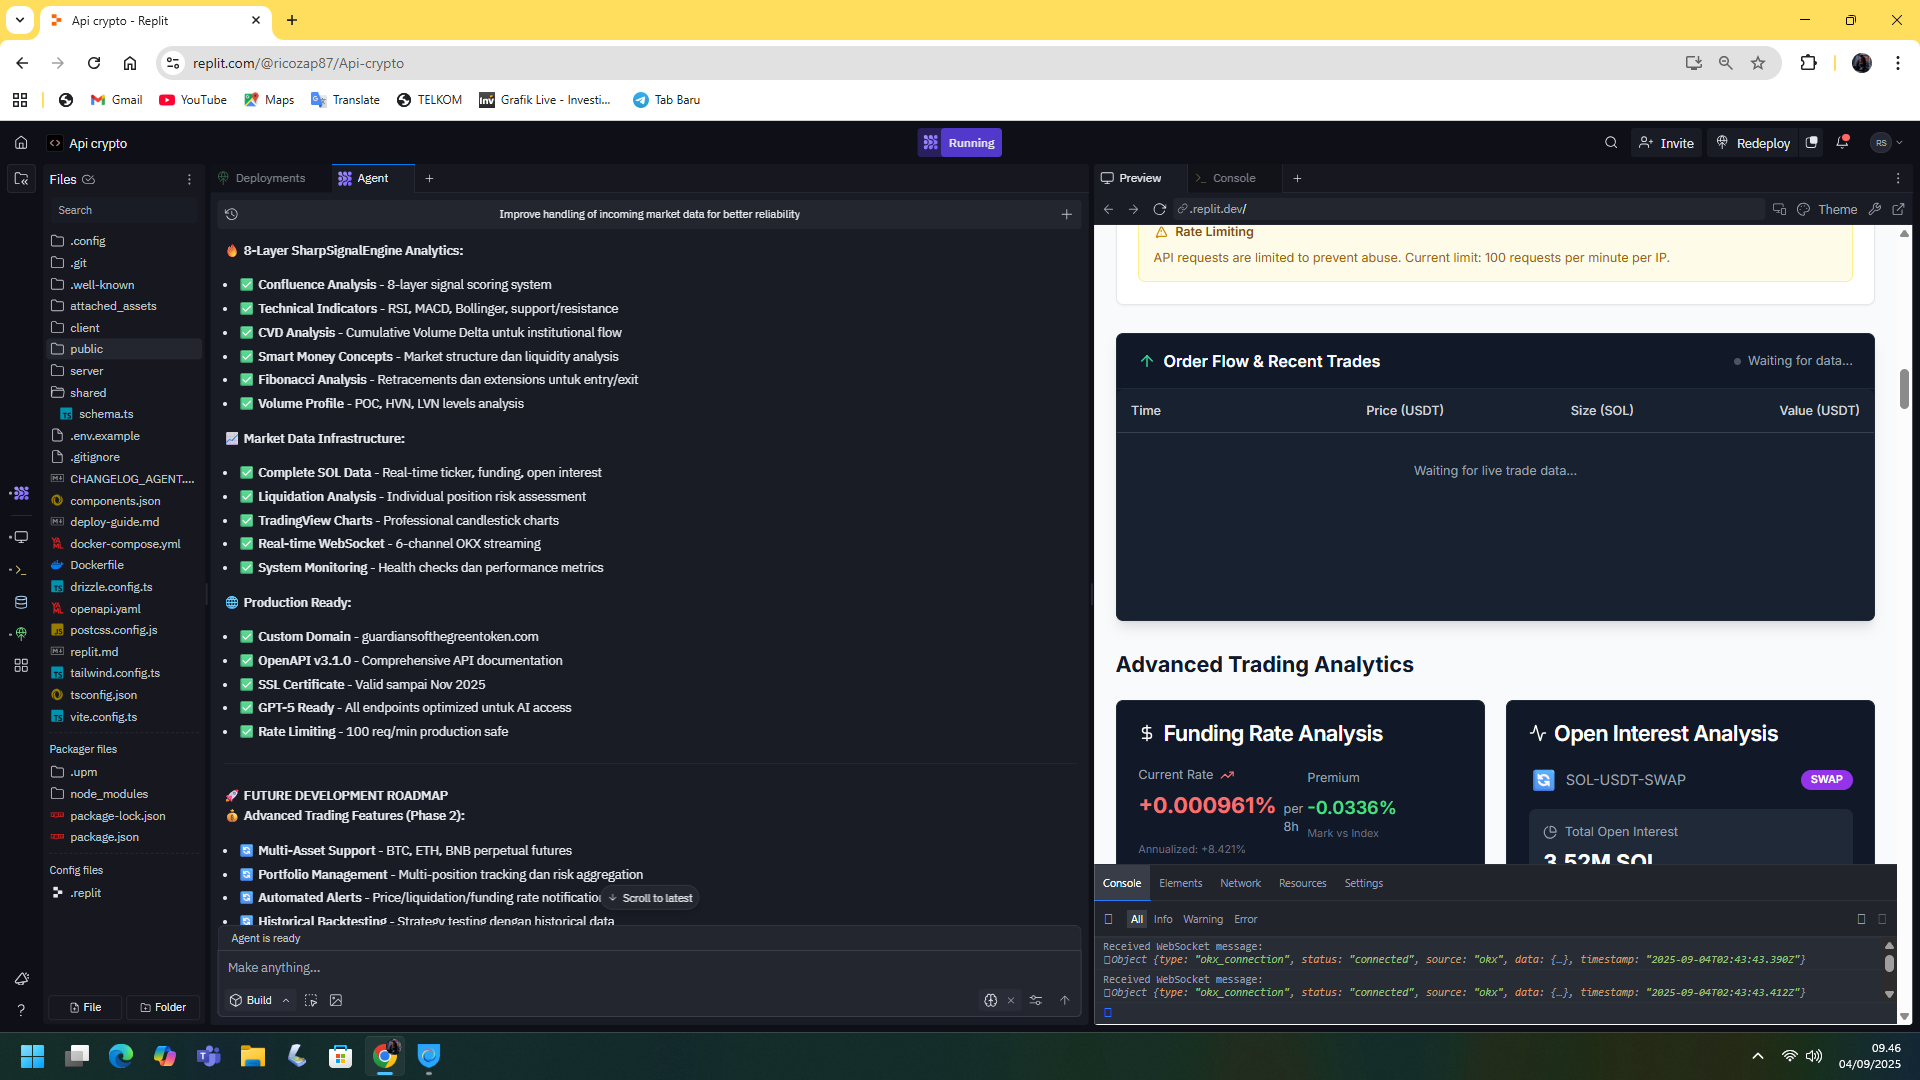 Api crypto - Replit
replit.com/@ricozap87/Api-crypto
Gmail
YouTube
Maps
Translate
TELKOM
Inv
Grafik Live - Investi...
Tab Baru
Api crypto
Running
Invite
Redeploy
RS
Files
Search
.config
.git
.well-known
attached_assets
client
public
server
shared
schema.ts
.env.example
.gitignore
CHANGELOG_AGENT....
components.json
deploy-guide.md
docker-compose.yml
Dockerfile
drizzle.config.ts
openapi.yaml
postcss.config.js
replit.md
tailwind.config.ts
tsconfig.json
vite.config.ts
Packager files
.upm
node_modules
package-lock.json
package.json
Config files
.replit
File
Folder
Deployments
Agent
Improve handling of incoming market data for better reliability
🔥 8-Layer SharpSignalEngine Analytics:
• ✅ Confluence Analysis - 8-layer signal scoring system
• ✅ Technical Indicators - RSI, MACD, Bollinger, support/resistance
• ✅ CVD Analysis - Cumulative Volume Delta untuk institutional flow
• ✅ Smart Money Concepts - Market structure dan liquidity analysis
• ✅ Fibonacci Analysis - Retracements dan extensions untuk entry/exit
• ✅ Volume Profile - POC, HVN, LVN levels analysis
📈 Market Data Infrastructure:
• ✅ Complete SOL Data - Real-time ticker, funding, open interest
• ✅ Liquidation Analysis - Individual position risk assessment
• ✅ TradingView Charts - Professional candlestick charts
• ✅ Real-time WebSocket - 6-channel OKX streaming
• ✅ System Monitoring - Health checks dan performance metrics
🌐 Production Ready:
• ✅ Custom Domain - guardiansofthegreentoken.com
• ✅ OpenAPI v3.1.0 - Comprehensive API documentation
• ✅ SSL Certificate - Valid sampai Nov 2025
• ✅ GPT-5 Ready - All endpoints optimized untuk AI access
• ✅ Rate Limiting - 100 req/min production safe
🚀 FUTURE DEVELOPMENT ROADMAP
💰 Advanced Trading Features (Phase 2):
• 🔄 Multi-Asset Support - BTC, ETH, BNB perpetual futures
• 🔄 Portfolio Management - Multi-position tracking dan risk aggregation
• 🔄 Automated Alerts - Price/liquidation/funding rate notification
Scroll to latest
• 🔄 Historical Backtesting - Strategy testing dengan historical data
Agent is ready
Make anything...
Build
Preview
Console
.replit.dev/
Theme
Rate Limiting
API requests are limited to prevent abuse. Current limit: 100 requests per minute per IP.
Order Flow & Recent Trades
Waiting for data...
Time Price (USDT) Size (SOL) Value (USDT)
Waiting for live trade data...
Advanced Trading Analytics
Funding Rate Analysis
Current Rate
+0.000961% per 8h
Premium
-0.0336%
Mark vs Index
Annualized: +8.421%
Open Interest Analysis
SOL-USDT-SWAP
SWAP
Total Open Interest
3.52M SOL
Console Elements Network Resources Settings
All Info Warning Error
Received WebSocket message:
Object {type: "okx_connection", status: "connected", source: "okx", data: {…}, timestamp: "2025-09-04T02:43:43.390Z"}
Received WebSocket message:
Object {type: "okx_connection", status: "connected", source: "okx", data: {…}, timestamp: "2025-09-04T02:43:43.412Z"}
09.46
04/09/2025